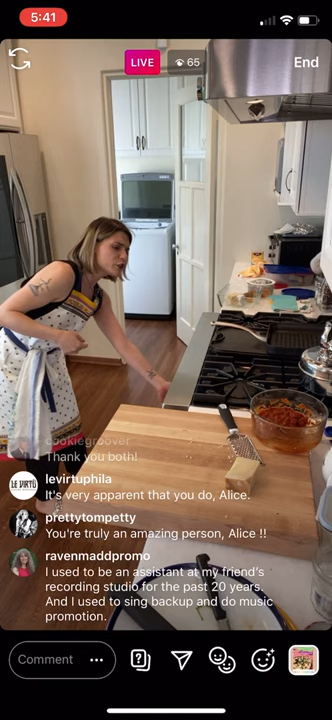 5:41
LIVE
65
End
cookiegroover
Thank you both!
LE VIRTÙ
levirtuphila
It's very apparent that you do, Alice.
prettytompetty
You're truly an amazing person, Alice !!
ravenmaddpromo
I used to be an assistant at my friend's
recording studio for the past 20 years.
And I used to sing backup and do music
promotion.
Comment